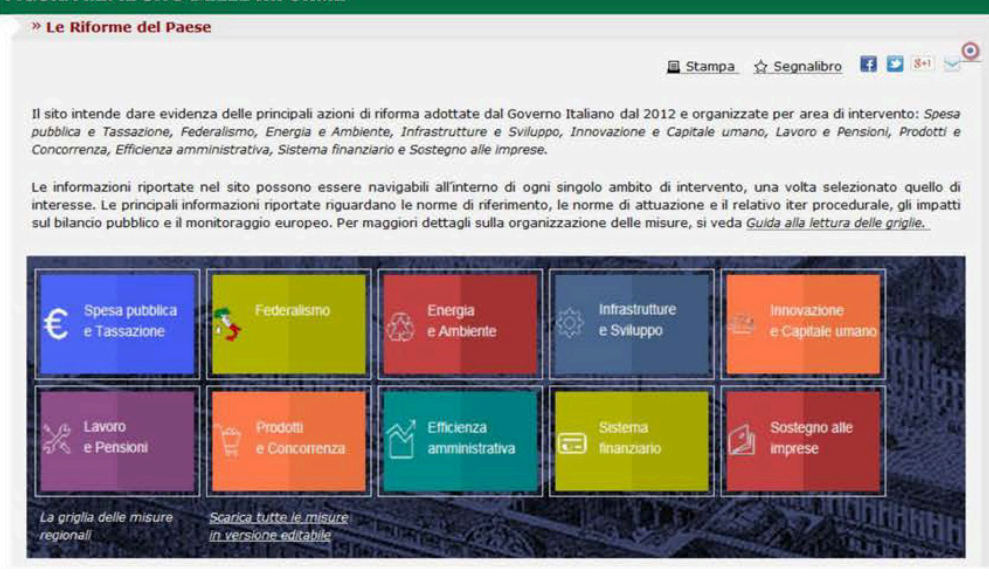 » Le Riforme del Paese
Stampa Segnalibro
Il sito intende dare evidenza delle principali azioni di riforma adottate dal Governo Italiano dal 2012 e organizzate per area di intervento: Spesa
pubblica e Tassazione, Federalismo, Energia e Ambiente, Infrastrutture e Sviluppo, Innovazione e Capitale umano, Lavoro e Pensioni, Prodotti e
Concorrenza, Efficienza amministrativa, Sistema finanziario e Sostegno alle imprese.
Le informazioni riportate nel sito possono essere navigabili all'interno di ogni singolo ambito di intervento, una volta selezionato quello di
interesse. Le principali informazioni riportate riguardano le norme di riferimento, le norme di attuazione e il relativo iter procedurale, gli impatti
sul bilancio pubblico e il monitoraggio europeo. Per maggiori dettagli sulla organizzazione delle misure, si veda Guida alla lettura delle griglie.
€ Spesa pubblica
e Tassazione
Federalismo
Energia
e Ambiente
Infrastrutture
e Sviluppo
Innovazione
e Capitale umano
Lavoro
e Pensioni
Prodotti
e Concorrenza
Efficienza
amministrativa
Sistema
finanziario
Sostegno alle
imprese
La griglia delle misure
regionali
Scarica tutte le misure
in versione editabile